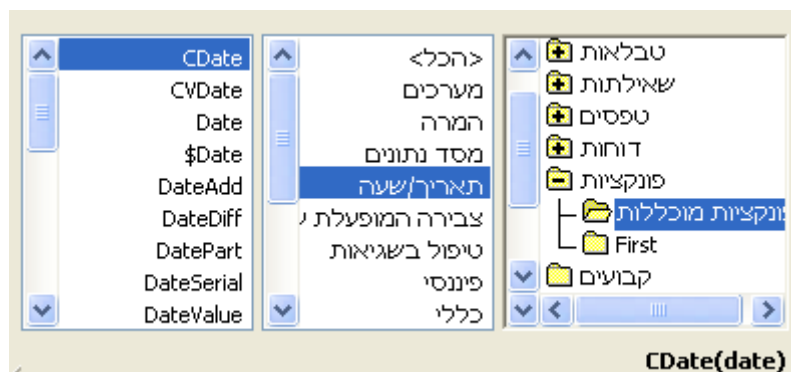 טבלאות
שאילתות
טפסים
דוחות
פונקציות
פונקציות מוכללות
First
קבועים
<הכל>
מערכים
המרה
מסד נתונים
תאריך/שעה
צבירה המופעלת
טיפול בשגיאות
פיננסי
כללי
CDate
CVDate
Date
$Date
DateAdd
DateDiff
DatePart
DateSerial
DateValue
CDate(date)